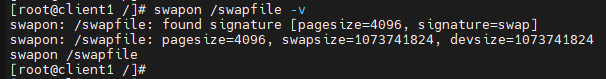 [root@client1 /]# swapon /swapfile -v
swapon: /swapfile: found signature [pagesize=4096, signature=swap]
swapon: /swapfile: pagesize=4096, swapsize=1073741824, devsize=1073741824
swapon /swapfile
[root@client1 /]#